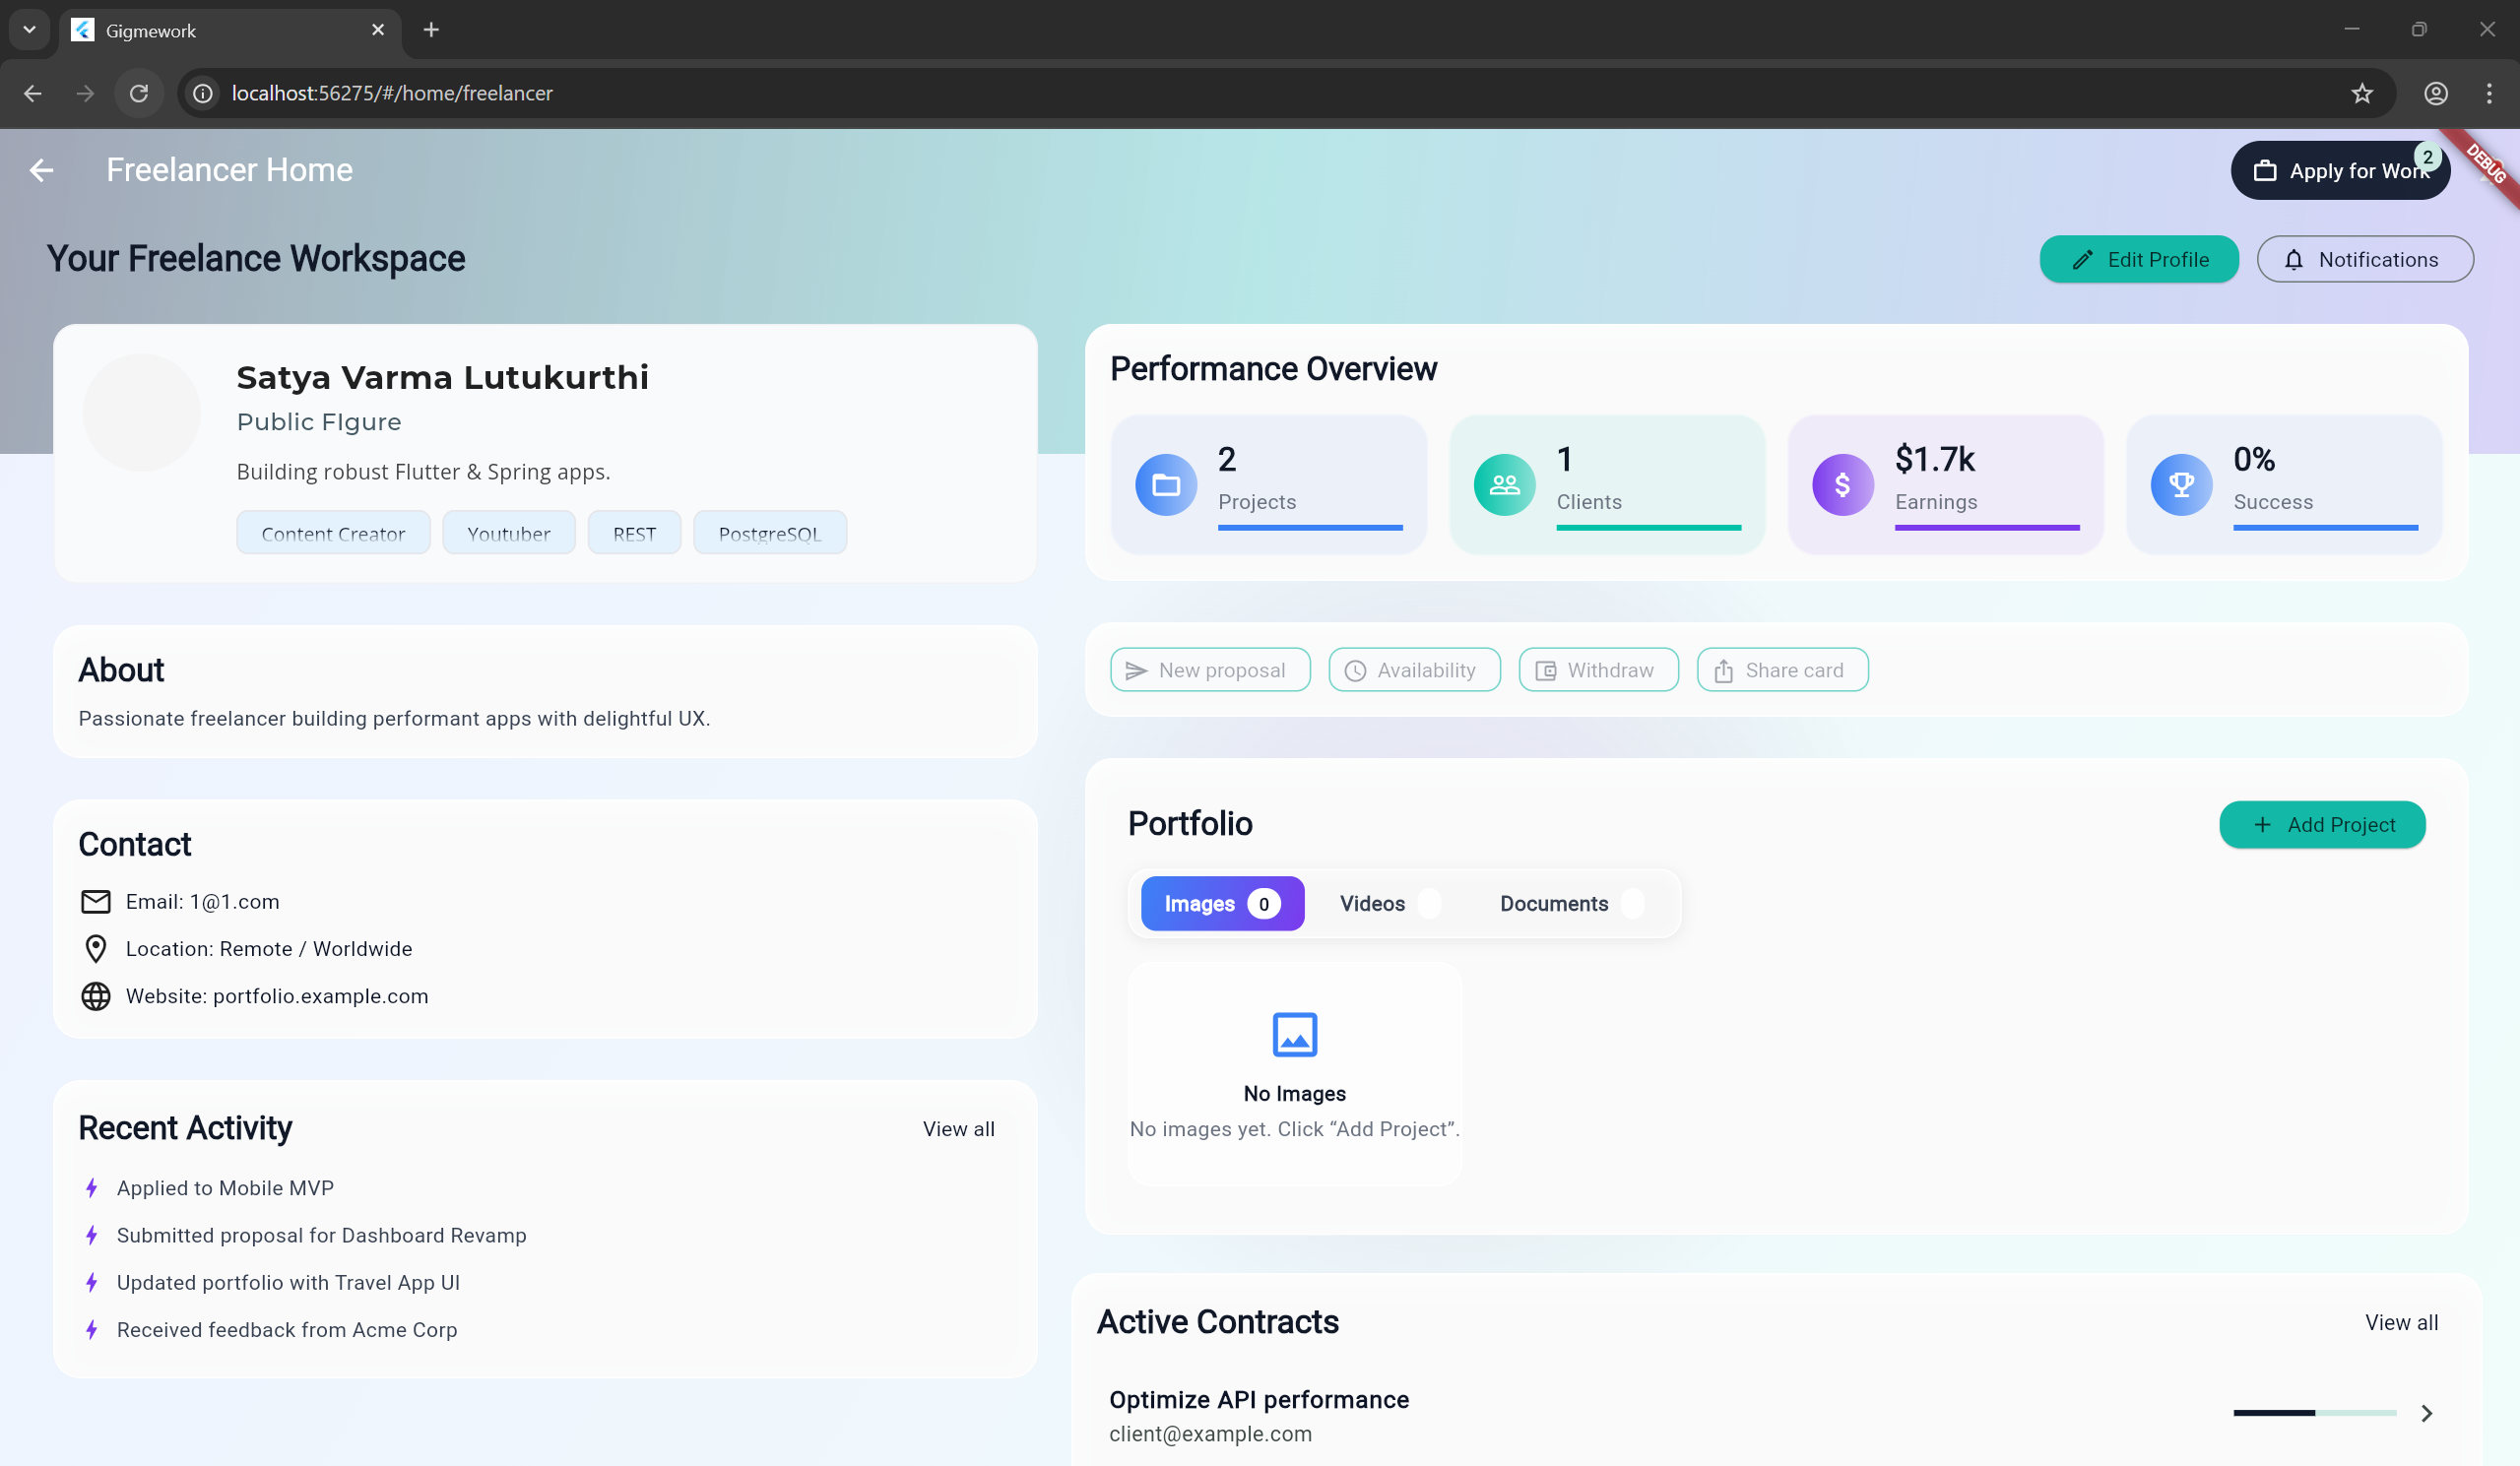 Gigmework
localhost:56275/#/home/freelancer
Freelancer Home
Apply for Work
2
DEBUG
Your Freelance Workspace
Edit Profile
Notifications
Satya Varma Lutukurthi
Public FIgure
Building robust Flutter & Spring apps.
Content Creator
Youtuber
REST
PostgreSQL
Performance Overview
2
Projects
1
Clients
$
$1.7k
Earnings
0%
Success
About
Passionate freelancer building performant apps with delightful UX.
New proposal
Availability
Withdraw
Share card
Contact
Email: 1@1.com
Location: Remote / Worldwide
Website: portfolio.example.com
Portfolio
Add Project
Images 0
Videos
Documents
No Images
No images yet. Click “Add Project”.
Recent Activity
View all
Applied to Mobile MVP
Submitted proposal for Dashboard Revamp
Updated portfolio with Travel App UI
Received feedback from Acme Corp
Active Contracts
View all
Optimize API performance
client@example.com